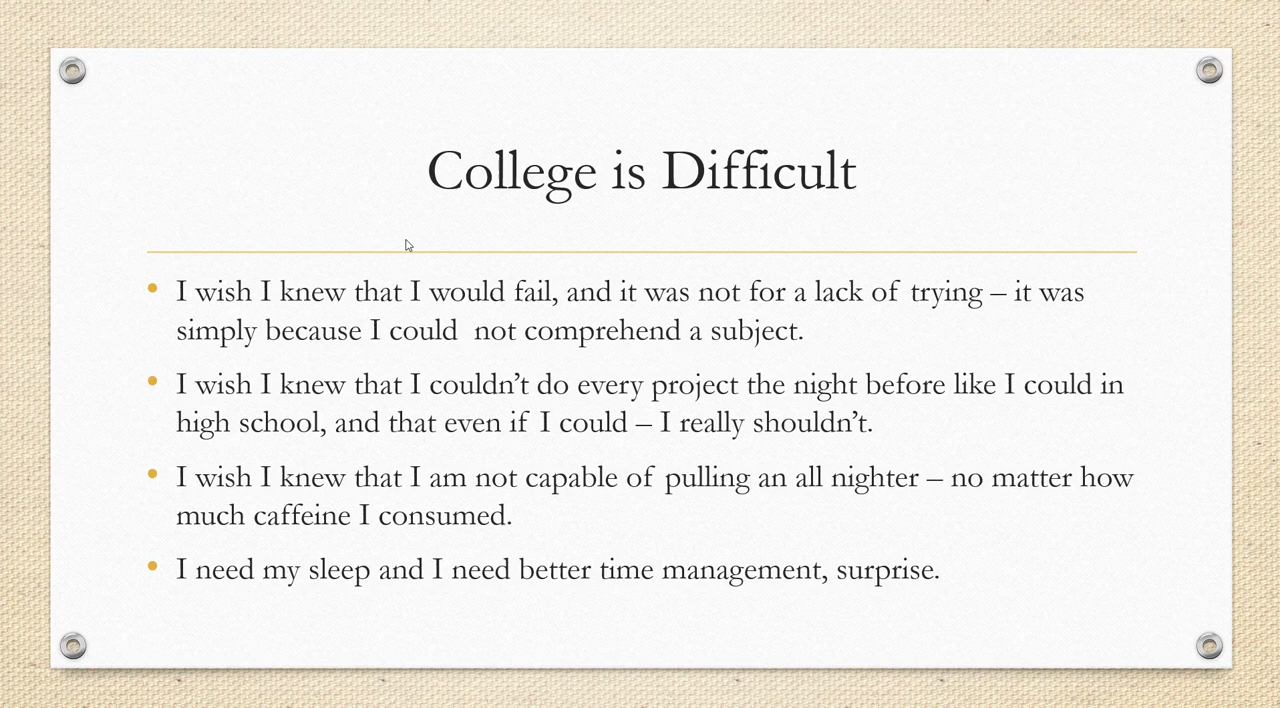 College is Difficult
• I wish I knew that I would fail, and it was not for a lack of trying – it was
simply because I could  not comprehend a subject.
• I wish I knew that I couldn’t do every project the night before like I could in
high school, and that even if I could – I really shouldn’t.
• I wish I knew that I am not capable of pulling an all nighter – no matter how
much caffeine I consumed.
• I need my sleep and I need better time management, surprise.